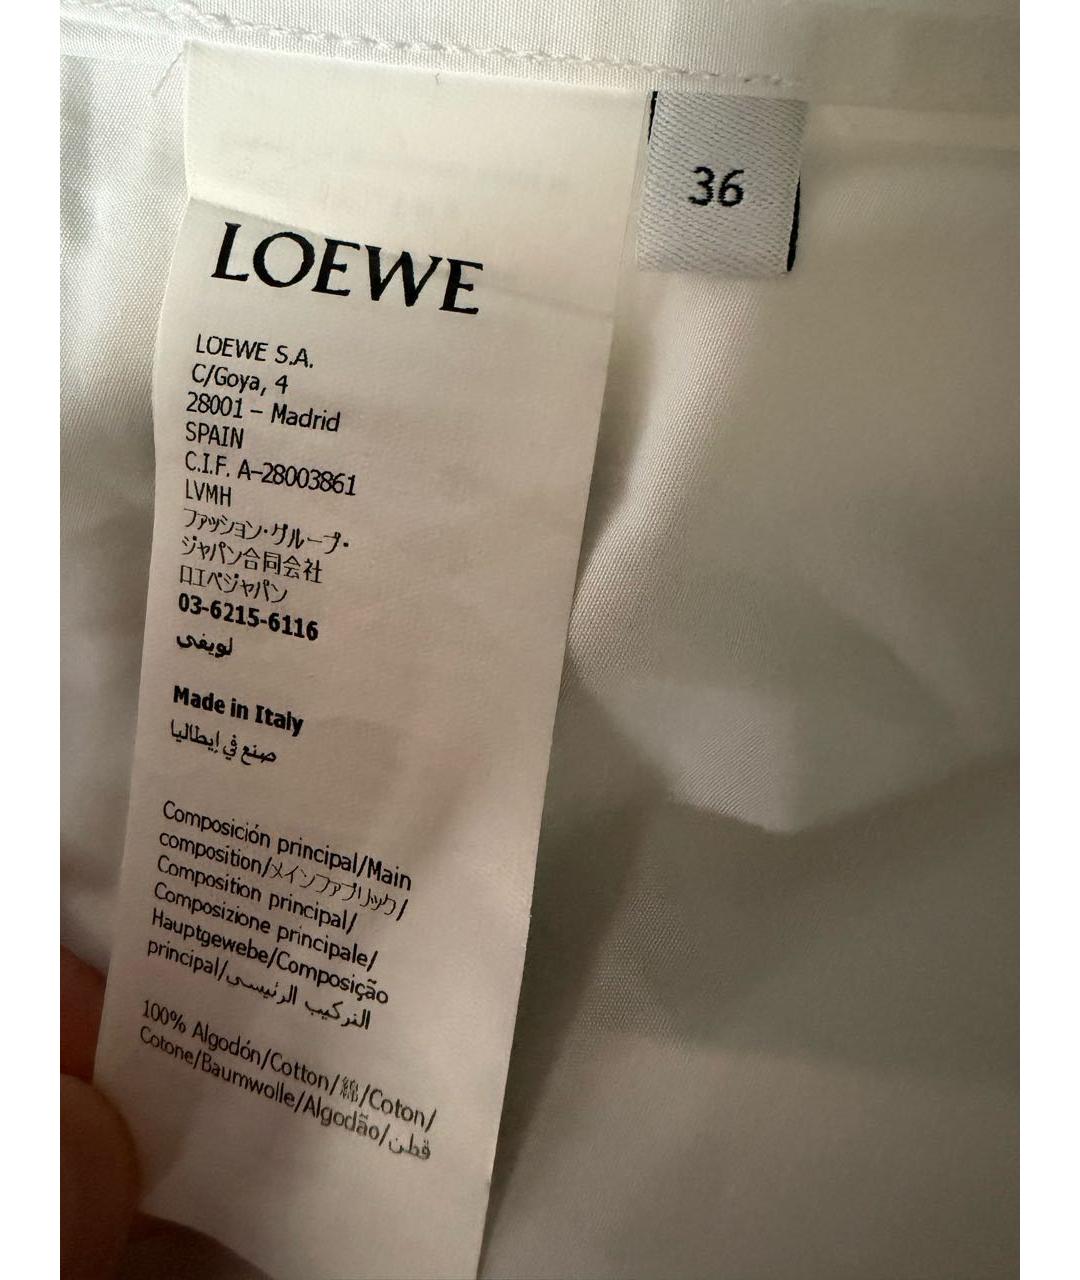 36
LOEWE
LOEWE S.A.
C/Goya, 4
28001 – Madrid
SPAIN
C.I.F. A-28003861
LVMH
ファッション・グループ・
ジャパン合同会社
ロエベジャパン
03-6215-6116
لويفى
Made in Italy
صنع في إيطاليا
Composición principal/Main
composition/メインファブリック/
Composition principal/
Composizione principale/
Hauptgewebe/Composição
principal/التركيب الرئيسى
100% Algodón/Cotton/綿/Coton/
Cotone/Baumwolle/Algodão/قطن